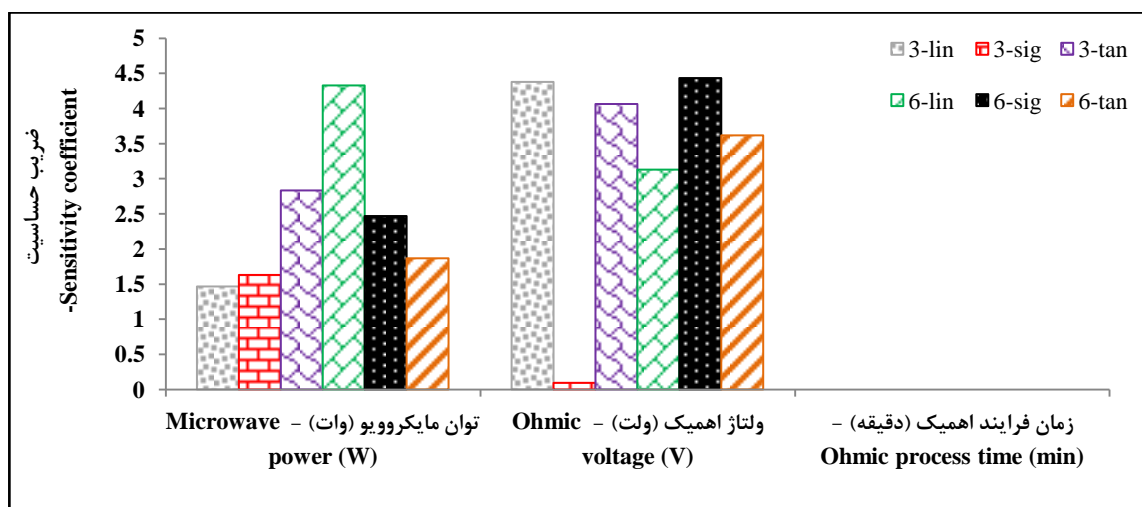 5
4.5
4
3.5
3
2.5
2
1.5
1
0.5
0
ضریب حساسیت
-Sensitivity coefficient
3-lin 3-sig 3-tan
6-lin 6-sig 6-tan
توان مایکروویو (وات) – Microwave
power (W)
ولتاژ اهمیک (ولت) – Ohmic
voltage (V)
زمان فرایند اهمیک (دقیقه) –
Ohmic process time (min)